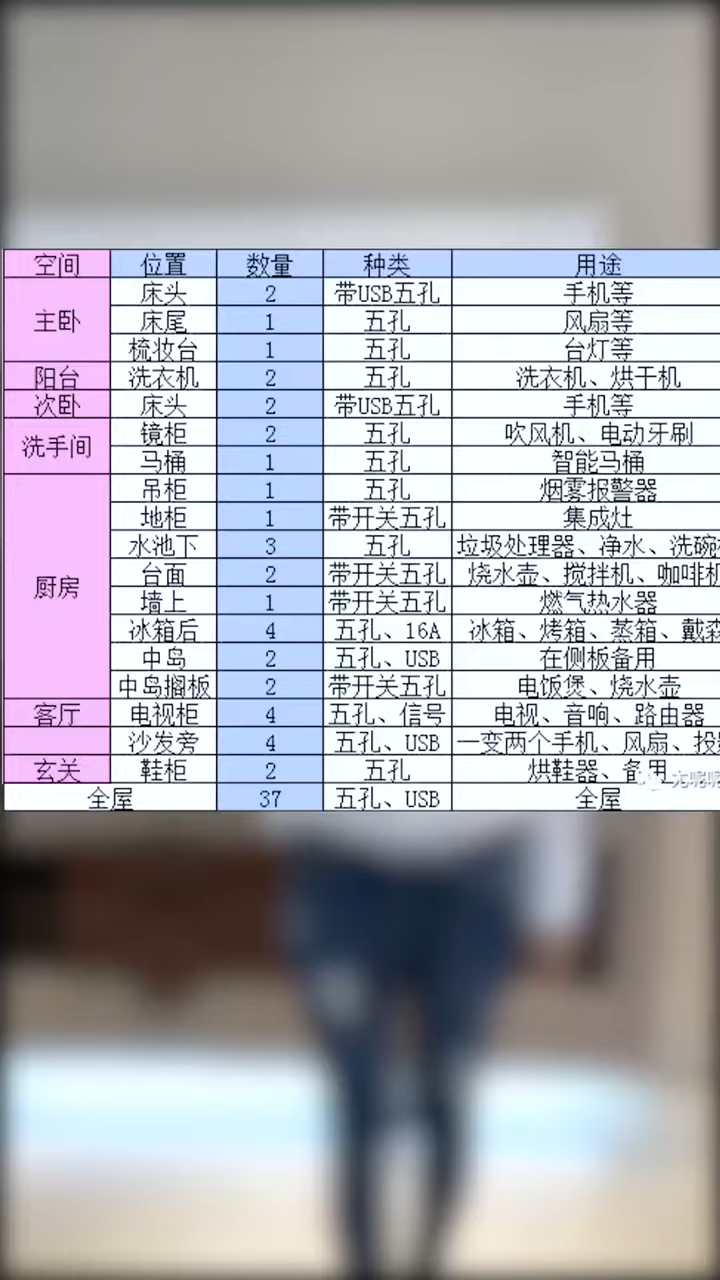 空间 位置 数量 种类 用途
主卧 床头 2 带USB五孔 手机等
床尾 1 五孔 风扇等
梳妆台 1 五孔 台灯等
阳台 洗衣机 2 五孔 洗衣机、烘干机
次卧 床头 2 带USB五孔 手机等
洗手间 镜柜 2 五孔 吹风机、电动牙刷
马桶 1 五孔 智能马桶
厨房 吊柜 1 五孔 烟雾报警器
地柜 1 带开关五孔 集成灶
水池下 3 五孔 垃圾处理器、净水、洗碗
台面 2 带开关五孔 烧水壶、搅拌机、咖啡机
墙上 1 带开关五孔 燃气热水器
冰箱后 4 五孔、16A 冰箱、烤箱、蒸箱、戴森
中岛 2 五孔、USB 在侧板备用
中岛搁板 2 带开关五孔 电饭煲、烧水壶
客厅 电视柜 4 五孔、信号 电视、音响、路由器
沙发旁 4 五孔、USB 一变两个手机、风扇、投影
玄关 鞋柜 2 五孔 烘鞋器、备用
全屋 37 五孔、USB 全屋